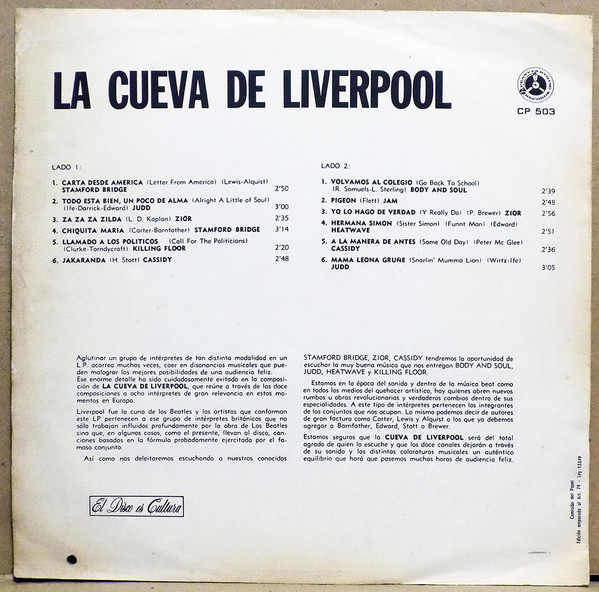 LA CUEVA DE LIVERPOOL
CP 503
LADO 1:
1. CARTA DESDE AMERICA (Letter From America) (Lewis-Alquist)
STAMFORD BRIDGE 2'50
2. TODO ESTA BIEN, UN POCO DE ALMA (Alright A Little of Soul)
(Ife-Darrick-Edward) JUDD 3'00
3. ZA ZA ZA ZILDA (L. D. Kaplan) ZIOR 2'35
4. CHIQUITA MARIA (Carter-Barnfather) STAMFORD BRIDGE 3'14
5. LLAMADO A LOS POLITICOS (Call For The Politicians)
(Clurke-Torndycroft) KILLING FLOOR 2'20
6. JAKARANDA (H. Stott) CASSIDY 2'48
LADO 2:
1. VOLVAMOS AL COLEGIO (Go Back To School)
(R. Samuels-L. Sterling) BODY AND SOUL 2'39
2. PIGEON (Flett) JAM 2'48
3. YO LO HAGO DE VERDAD (Y Really Do) (P. Brewer) ZIOR 2'56
4. HERMANA SIMON (Sister Simon) (Funnt Man) (Edward)
HEATWAVE 2'51
5. A LA MANERA DE ANTES (Same Old Day) (Peter Mc Glee)
CASSIDY 2'36
6. MAMA LEONA GRUÑE (Snarlin' Mummo Lion) (Wirtz-Ife)
JUDD 3'05
Aglutinar un grupo de intérpretes de tan distinta modalidad en un
L.P. acarrea muchas veces, caer en disonancias musicales que pue-
den malograr las mejores posibilidades de una audiencia feliz.
Ese enorme detalle ha sido cuidadosamente evitado en la composi-
ción de LA CUEVA DE LIVERPOOL, que reúne a través de las doce
composiciones a ocho intérpretes de gran relevancia en estos mo-
mentos en Europa.
Liverpool fue la cuna de los Beatles y los artistas que conforman
este LP pertenecen a ese grupo de intérpretes británicos que no
sólo trabajan influidos profundamente por la obra de Los Beatles
sino que, en algunos casos, como el presente, llevan al disco, can-
ciones basadas en la fórmula probadamente ejercitada por el fa-
moso conjunto.
Así como nos deleitaremos escuchando a nuestros conocidos
STAMFORD BRIDGE, ZIOR, CASSIDY tendremos la oportunidad de
escuchar la muy buena música que nos entregan BODY AND SOUL,
JUDD, HEATWAVE y KILLING FLOOR.
Estamos en la época del sonido y dentro de la música beat como
en todos los medios del quehacer artístico, hay quienes abren nuevos
rumbos u obras revolucionarias y verdaderos cambios dentro de sus
especialidades. A este tipo de intérpretes pertenecen los integrantes
de los conjuntos que nos ocupan. Lo mismo podemos decir de autores
de gran factura como Carter, Lewis y Alquist a los que ya debemos
agregar a Barnfather, Edward, Stott o Brewer.
Estamos seguros que la CUEVA DE LIVERPOOL será del total
agrado de quien la escuche y que los doce canales dejarán a través
de su sonido y las distintas coloraturas musicales un auténtico
equilibrio que hará que pasemos muchas horas de audiencia feliz.
El Disco es Cultura
Comisión del Papel
Edición amparada al Art. 79 - Ley 13349